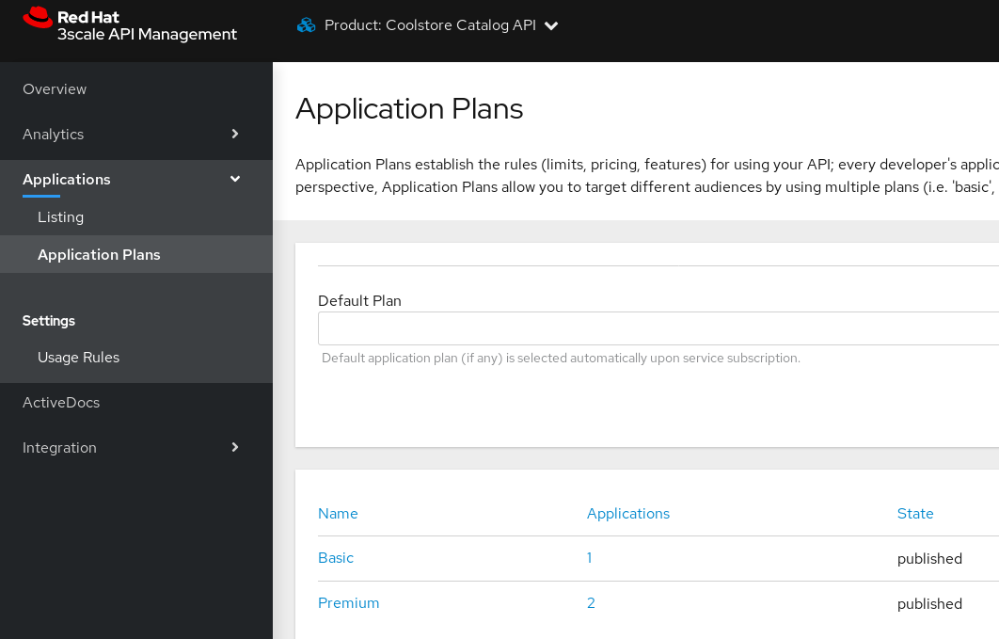 Red Hat
3scale API Management
Product: Coolstore Catalog API
Overview
Analytics
Applications
Listing
Application Plans
Settings
Usage Rules
ActiveDocs
Integration
Application Plans
Application Plans establish the rules (limits, pricing, features) for using your API; every developer's
perspective, Application Plans allow you to target different audiences by using multiple plans (i.e. 'basic',
Default Plan
Default application plan (if any) is selected automatically upon service subscription.
Name Applications State
Basic 1 published
Premium 2 published